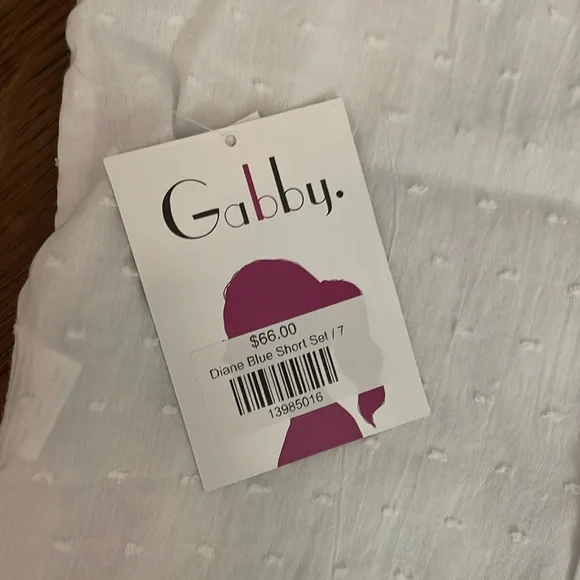 Gabby.
$66.00
Diane Blue Short Set / 7
13985016